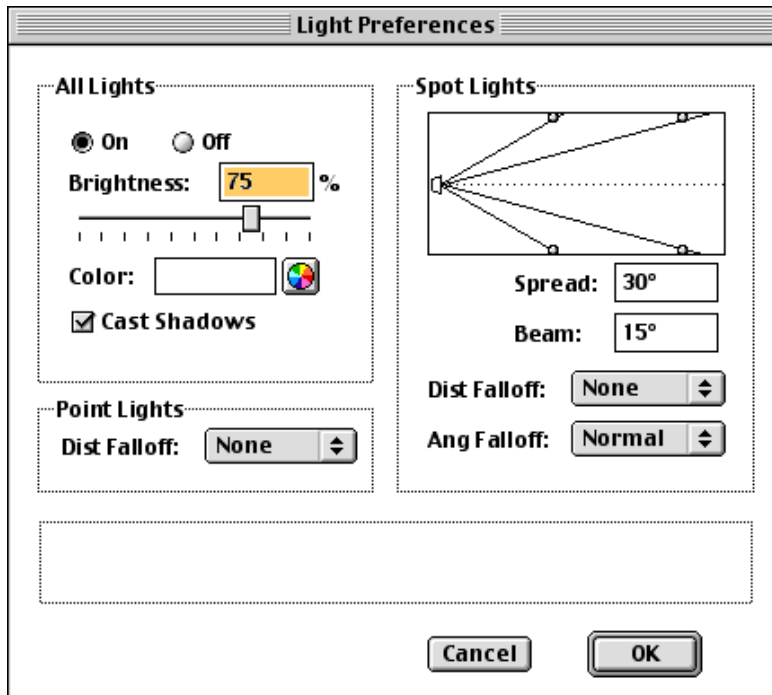 Light Preferences
All Lights
On Off
Brightness: 75 %
Color:
Cast Shadows
Point Lights
Dist Falloff: None
Spot Lights
Spread: 30°
Beam: 15°
Dist Falloff: None
Ang Falloff: Normal
Cancel OK